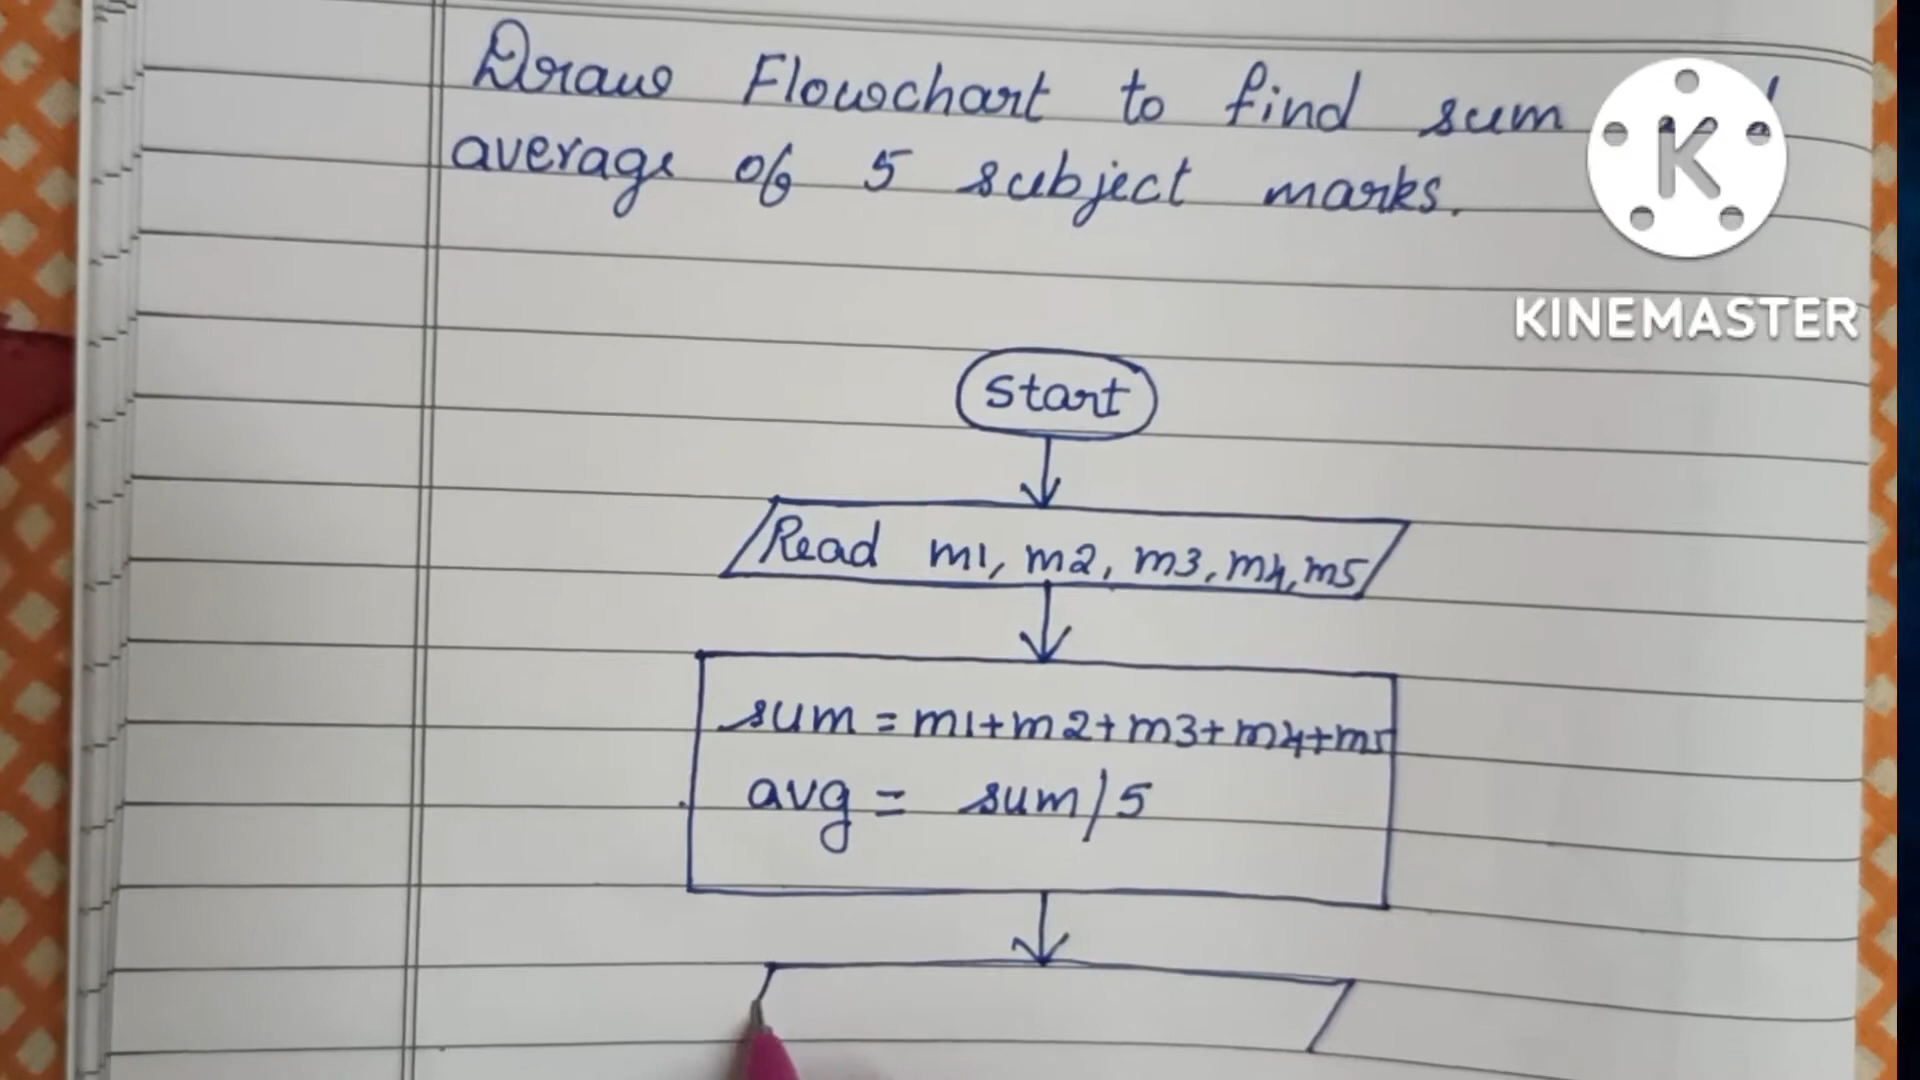 Draw Flowchart to find sum
average of 5 subject marks.
K
KINEMASTER
Start
Read m1, m2, m3, m4, m5
sum = m1+m2+m3+m4+m5
avg = sum/5